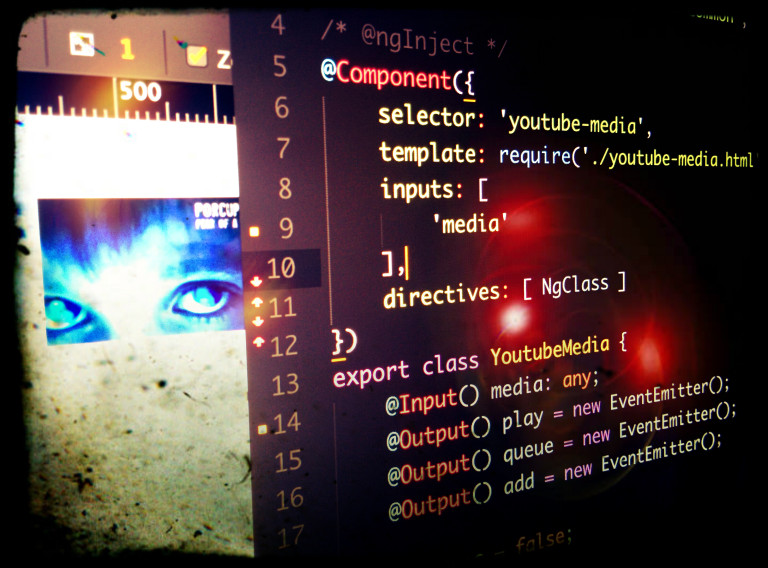 1
Z
500
PORCUP
4 /* @ngInject */
5 @Component({
6 selector: 'youtube-media',
7 template: require('./youtube-media.html'
8 inputs: [
9 'media'
10 ],
11 directives: [ NgClass ]
12 })
13 export class YoutubeMedia {
14 @Input() media: any;
15 @Output() play = new EventEmitter();
16 @Output() queue = new EventEmitter();
17 @Output() add = new EventEmitter();
false;